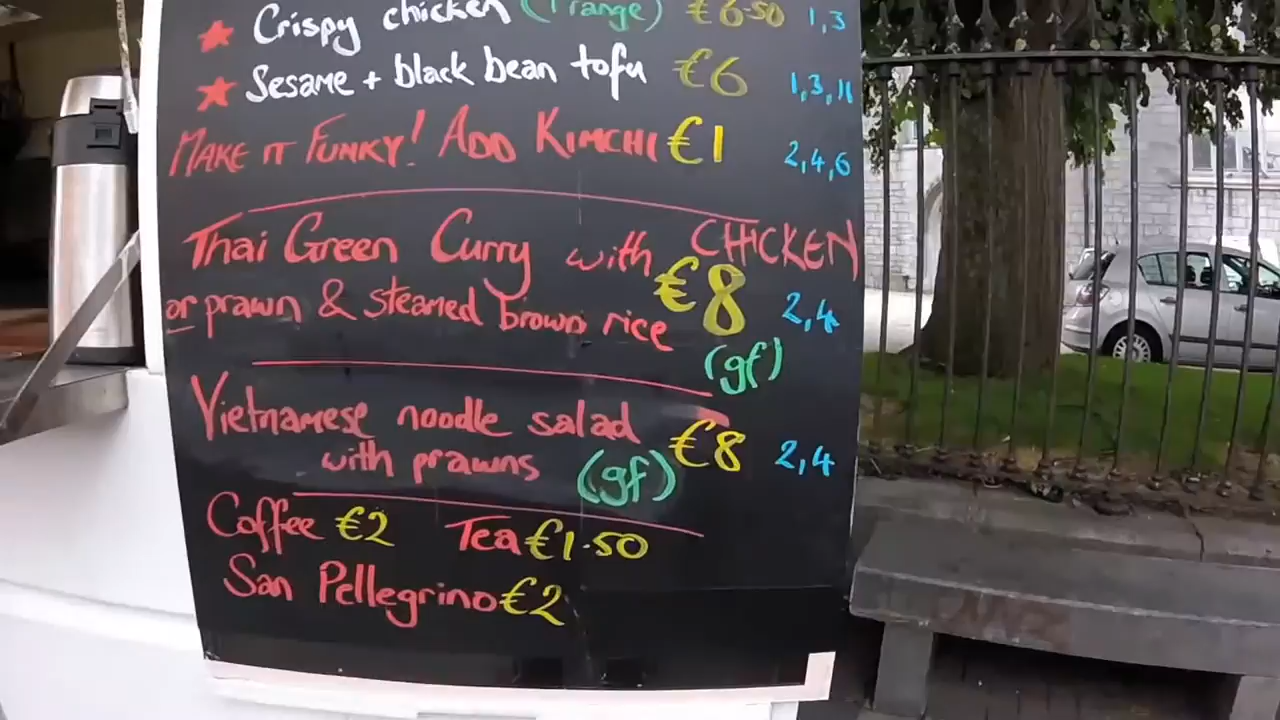 Crispy chicken (frange) €6.50 1,3
Sesame + black bean tofu €6 1,3,11
MAKE IT FUNKY! ADD KIMCHI €1 2,4,6
Thai Green Curry with CHICKEN
or prawn & steamed brown rice €8 2,4
(gf)
Vietnamese noodle salad €8 2,4
with prawns (gf)
Coffee €2 Tea €1.50
San Pellegrino €2